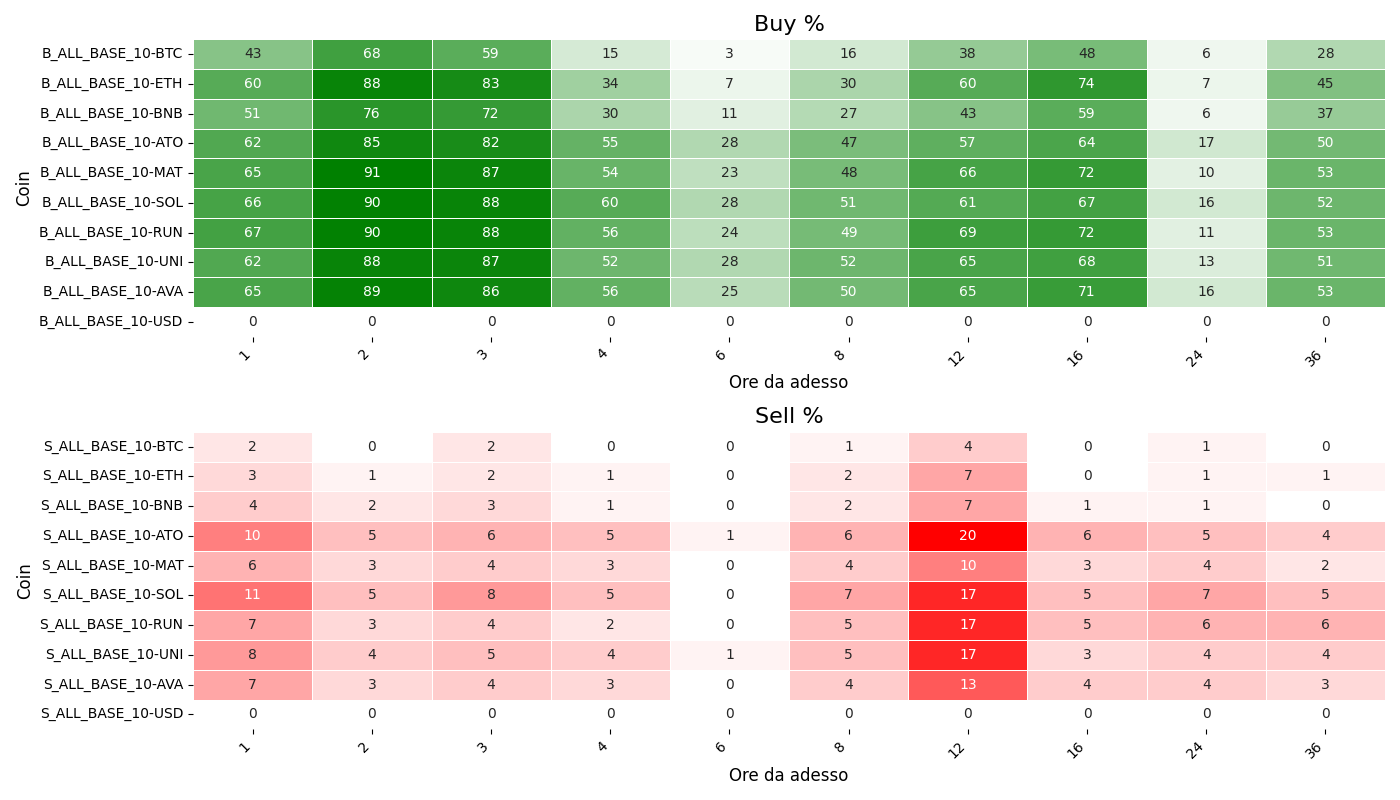 Buy %
Coin
B_ALL_BASE_10-BTC 43 68 59 15 3 16 38 48 6 28
B_ALL_BASE_10-ETH 60 88 83 34 7 30 60 74 7 45
B_ALL_BASE_10-BNB 51 76 72 30 11 27 43 59 6 37
B_ALL_BASE_10-ATO 62 85 82 55 28 47 57 64 17 50
B_ALL_BASE_10-MAT 65 91 87 54 23 48 66 72 10 53
B_ALL_BASE_10-SOL 66 90 88 60 28 51 61 67 16 52
B_ALL_BASE_10-RUN 67 90 88 56 24 49 69 72 11 53
B_ALL_BASE_10-UNI 62 88 87 52 28 52 65 68 13 51
B_ALL_BASE_10-AVA 65 89 86 56 25 50 65 71 16 53
B_ALL_BASE_10-USD 0 0 0 0 0 0 0 0 0 0
1 2 3 4 6 8 12 16 24 36
Ore da adesso
Sell %
Coin
S_ALL_BASE_10-BTC 2 0 2 0 0 1 4 0 1 0
S_ALL_BASE_10-ETH 3 1 2 1 0 2 7 0 1 1
S_ALL_BASE_10-BNB 4 2 3 1 0 2 7 1 1 0
S_ALL_BASE_10-ATO 10 5 6 5 1 6 20 6 5 4
S_ALL_BASE_10-MAT 6 3 4 3 0 4 10 3 4 2
S_ALL_BASE_10-SOL 11 5 8 5 0 7 17 5 7 5
S_ALL_BASE_10-RUN 7 3 4 2 0 5 17 5 6 6
S_ALL_BASE_10-UNI 8 4 5 4 1 5 17 3 4 4
S_ALL_BASE_10-AVA 7 3 4 3 0 4 13 4 4 3
S_ALL_BASE_10-USD 0 0 0 0 0 0 0 0 0 0
1 2 3 4 6 8 12 16 24 36
Ore da adesso